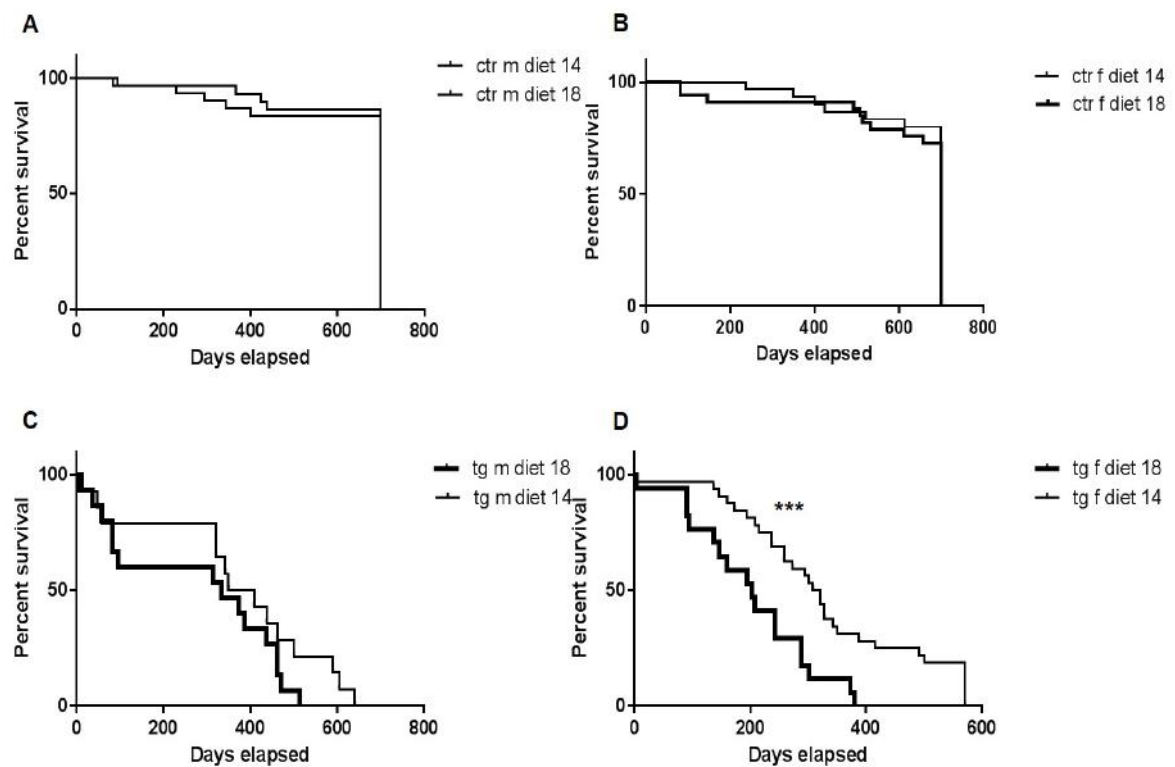 A
ctr m diet 14
ctr m diet 18
Percent survival
100
50
0
0 200 400 600 800
Days elapsed
B
ctr f diet 14
ctr f diet 18
Percent survival
100
50
0
0 200 400 600 800
Days elapsed
C
tg m diet 18
tg m diet 14
Percent survival
100
50
0
0 200 400 600 800
Days elapsed
D
tg f diet 18
tg f diet 14
***
Percent survival
100
50
0
0 200 400 600
Days elapsed